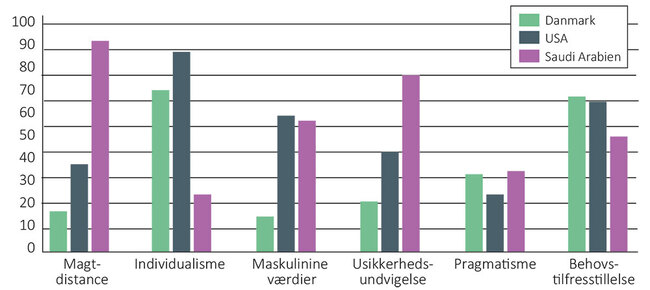 100
90
80
70
60
50
40
30
20
10
0
Danmark
USA
Saudi Arabien
Magt-
distance
Individualisme
Maskulinine
værdier
Usikkerheds-
undvigelse
Pragmatisme
Behovs-
tilfresstillelse